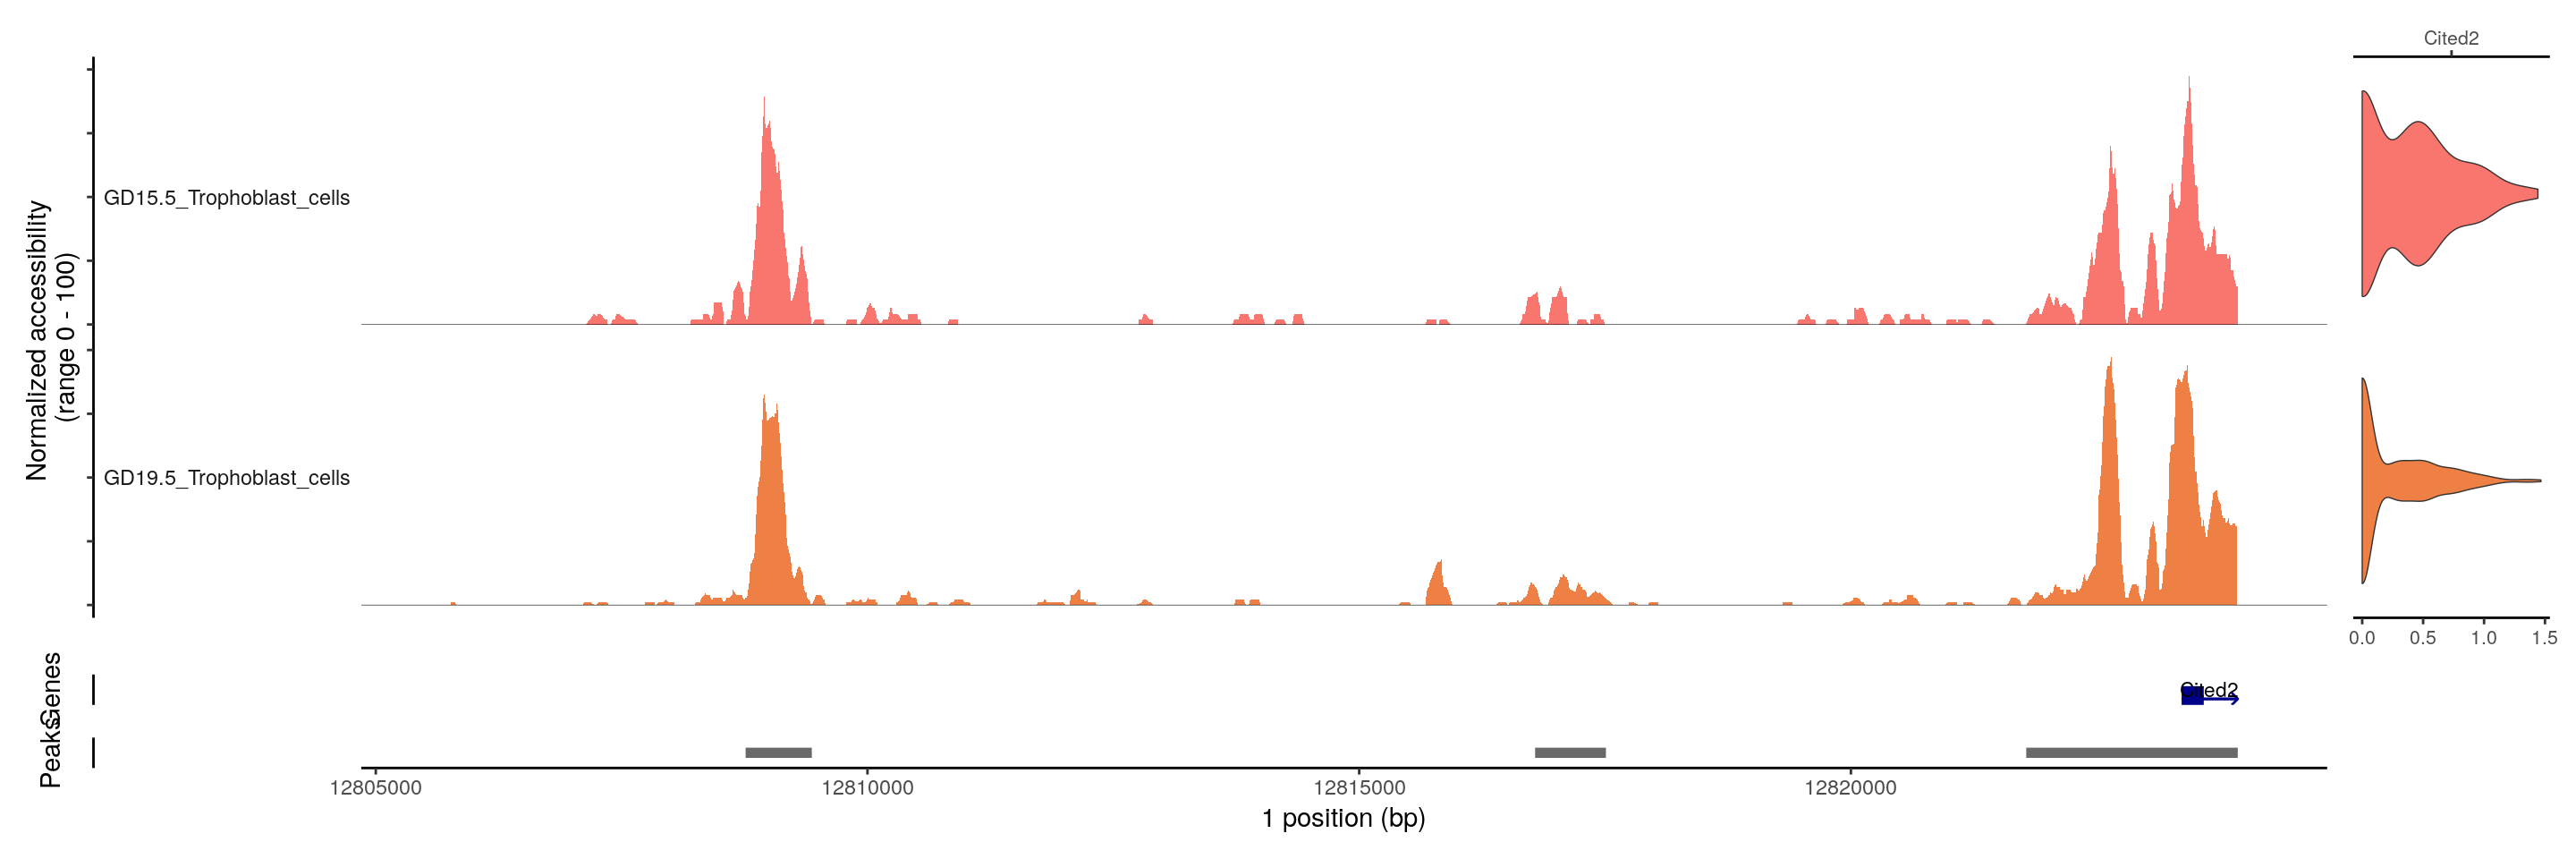 Cited2
Normalized accessibility
(range 0 - 100)
GD15.5_Trophoblast_cells
GD19.5_Trophoblast_cells
0.0 0.5 1.0 1.5
Genes
Cited2
Peaks
12805000 12810000 12815000 12820000
1 position (bp)